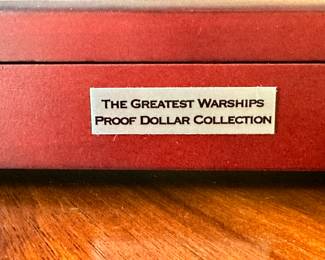 THE GREATEST WARSHIPS
PROOF DOLLAR COLLECTION